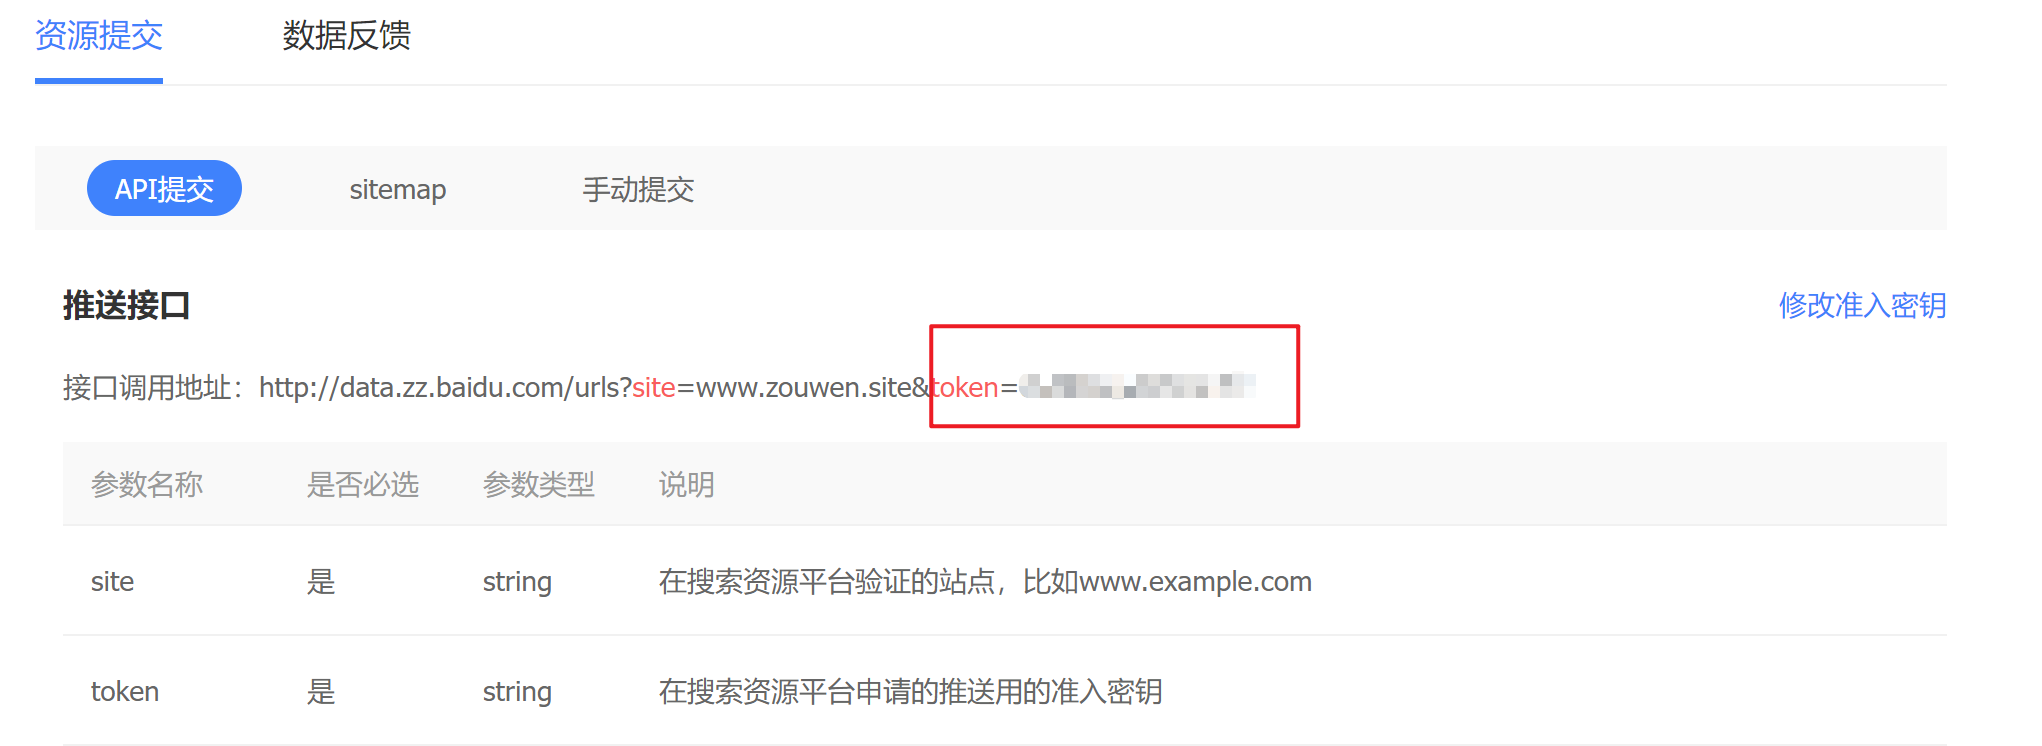 资源提交 数据反馈
API提交 sitemap 手动提交
推送接口 修改准入密钥
接口调用地址：http://data.zz.baidu.com/urls?site=www.zouwen.site&token=
参数名称 是否必选 参数类型 说明
site 是 string 在搜索资源平台验证的站点，比如www.example.com
token 是 string 在搜索资源平台申请的推送用的准入密钥